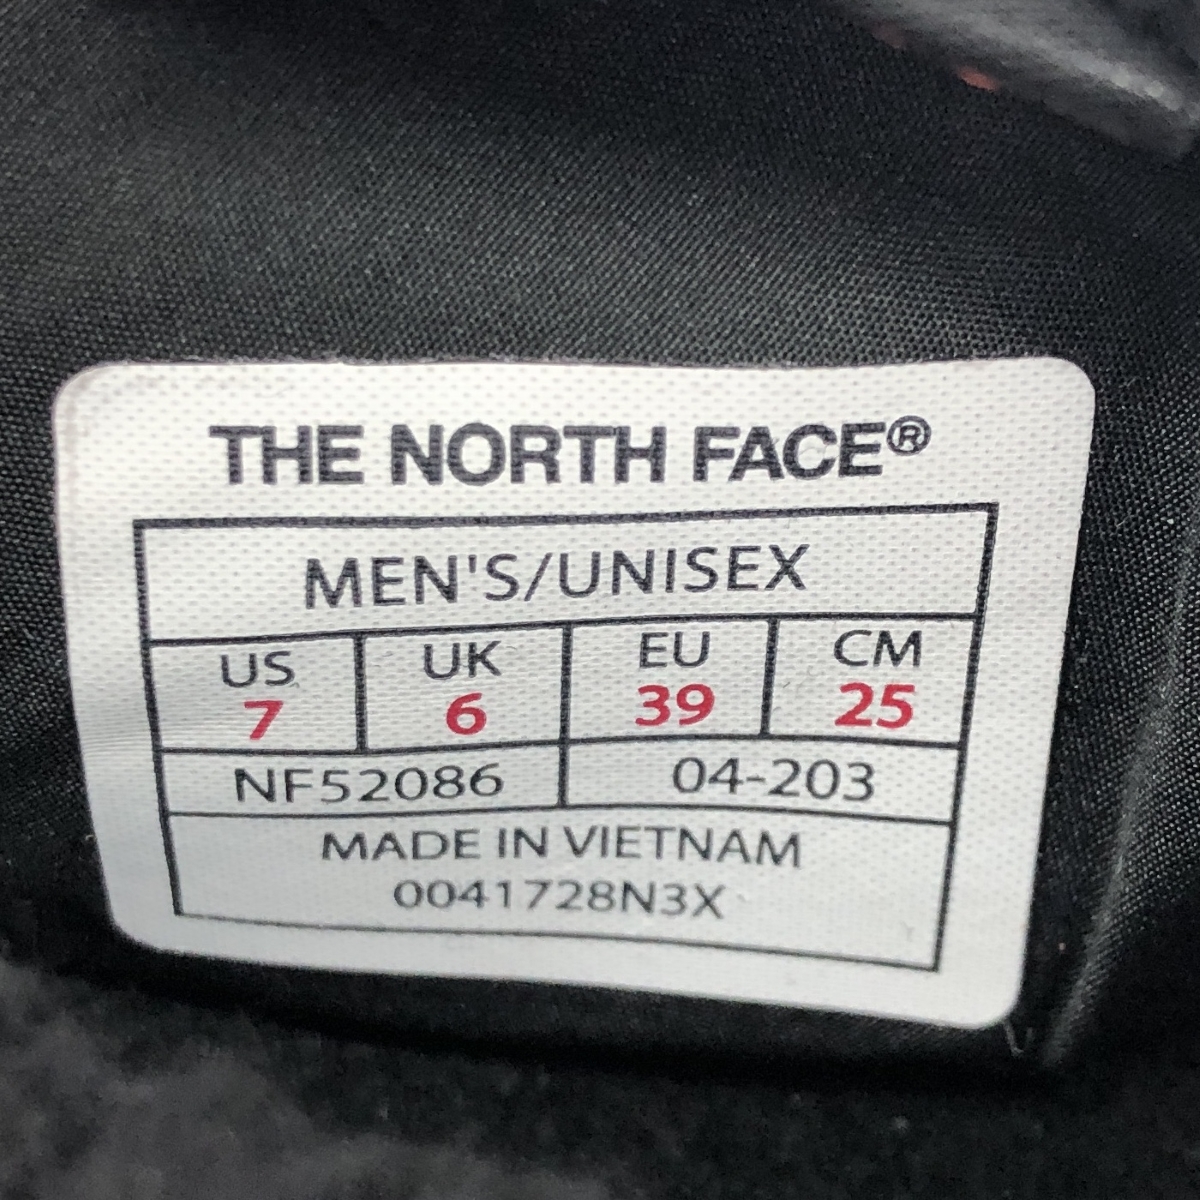 THE NORTH FACE®
MEN'S/UNISEX
US UK EU CM
7 6 39 25
NF52086 04-203
MADE IN VIETNAM
0041728N3X